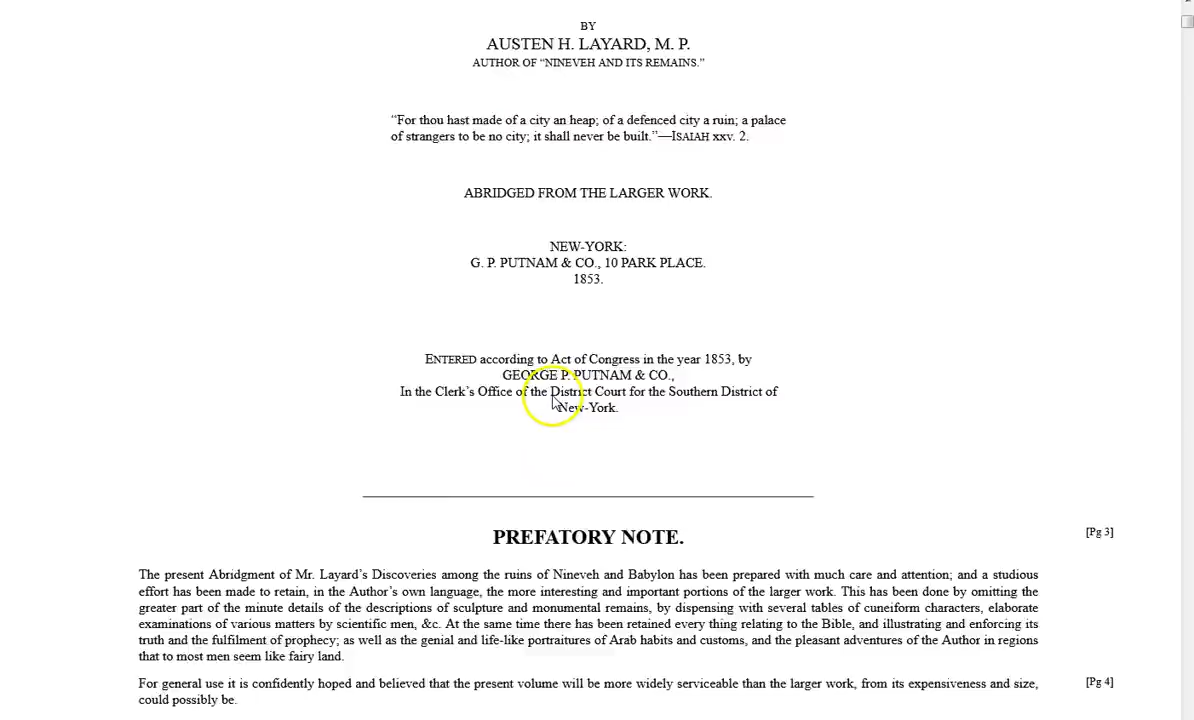 BY
AUSTEN H. LAYARD, M. P.
AUTHOR OF “NINEVEH AND ITS REMAINS.”
“For thou hast made of a city an heap; of a defenced city a ruin; a palace
of strangers to be no city; it shall never be built.”—ISAIAH xxv. 2.
ABRIDGED FROM THE LARGER WORK.
NEW-YORK:
G. P. PUTNAM & CO., 10 PARK PLACE.
1853.
ENTERED according to Act of Congress in the year 1853, by
GEORGE P. PUTNAM & CO.,
In the Clerk’s Office of the District Court for the Southern District of
New-York.
PREFATORY NOTE.
[Pg 3]
The present Abridgment of Mr. Layard’s Discoveries among the ruins of Nineveh and Babylon has been prepared with much care and attention; and a studious
effort has been made to retain, in the Author’s own language, the more interesting and important portions of the larger work. This has been done by omitting the
greater part of the minute details of the descriptions of sculpture and monumental remains, by dispensing with several tables of cuneiform characters, elaborate
examinations of various matters by scientific men, &c. At the same time there has been retained every thing relating to the Bible, and illustrating and enforcing its
truth and the fulfilment of prophecy; as well as the genial and life-like portraitures of Arab habits and customs, and the pleasant adventures of the Author in regions
that to most men seem like fairy land.
For general use it is confidently hoped and believed that the present volume will be more widely serviceable than the larger work, from its expensiveness and size,
[Pg 4]
could possibly be.